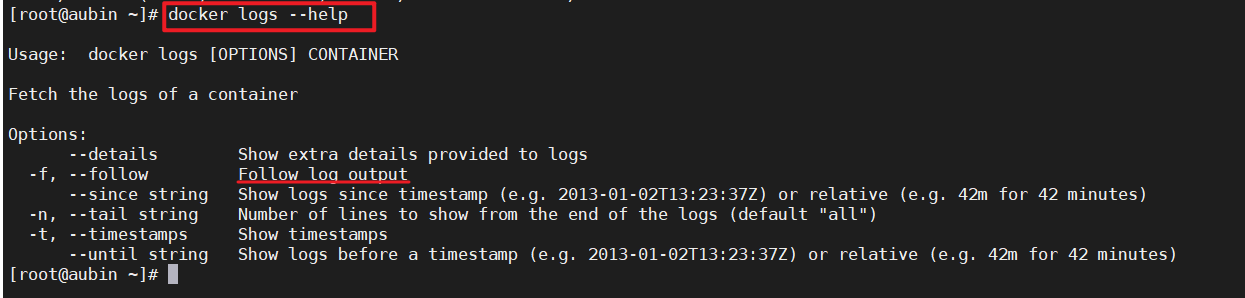 [root@aubin ~]# docker logs --help
Usage:  docker logs [OPTIONS] CONTAINER
Fetch the logs of a container
Options:
      --details        Show extra details provided to logs
  -f, --follow         Follow log output
      --since string   Show logs since timestamp (e.g. 2013-01-02T13:23:37Z) or relative (e.g. 42m for 42 minutes)
  -n, --tail string    Number of lines to show from the end of the logs (default "all")
  -t, --timestamps     Show timestamps
      --until string   Show logs before a timestamp (e.g. 2013-01-02T13:23:37Z) or relative (e.g. 42m for 42 minutes)
[root@aubin ~]#